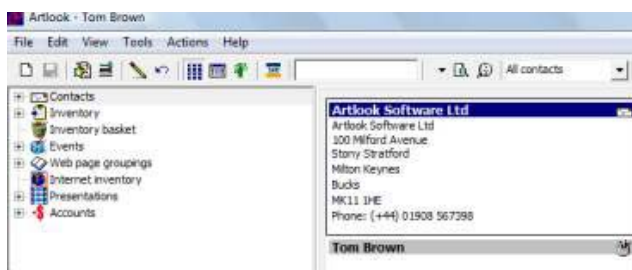 Artlook - Tom Brown
File Edit View Tools Actions Help
All contacts
Contacts
Inventory
Inventory basket
Events
Web page groupings
Internet inventory
Presentations
Accounts
Artlook Software Ltd
Artlook Software Ltd
100 Milford Avenue
Stony Stratford
Milton Keynes
Bucks
MK11 1HE
Phone: (+44) 01908 567398
Tom Brown